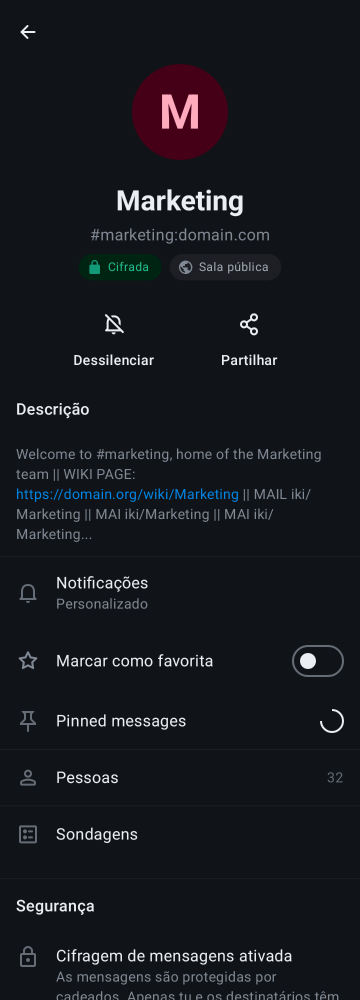 M
Marketing
#marketing:domain.com
Cifrada
Sala pública
Dessilenciar
Partilhar
Descrição
Welcome to #marketing, home of the Marketing
team || WIKI PAGE:
https://domain.org/wiki/Marketing || MAIL iki/
Marketing || MAI iki/Marketing || MAI iki/
Marketing...
Notificações
Personalizado
Marcar como favorita
Pinned messages
Pessoas 32
Sondagens
Segurança
Cifragem de mensagens ativada
As mensagens são protegidas por
cadeados. Apenas tu e os destinatários têm